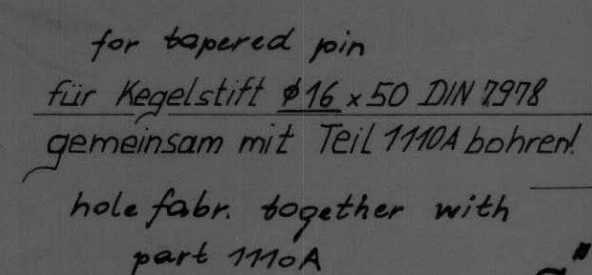 for tapered pin
für Kegelstift ϕ 16 x 50 DIN 7978
gemeinsam mit Teil 1110A bohren!
hole fabr. together with
part 1110A
"